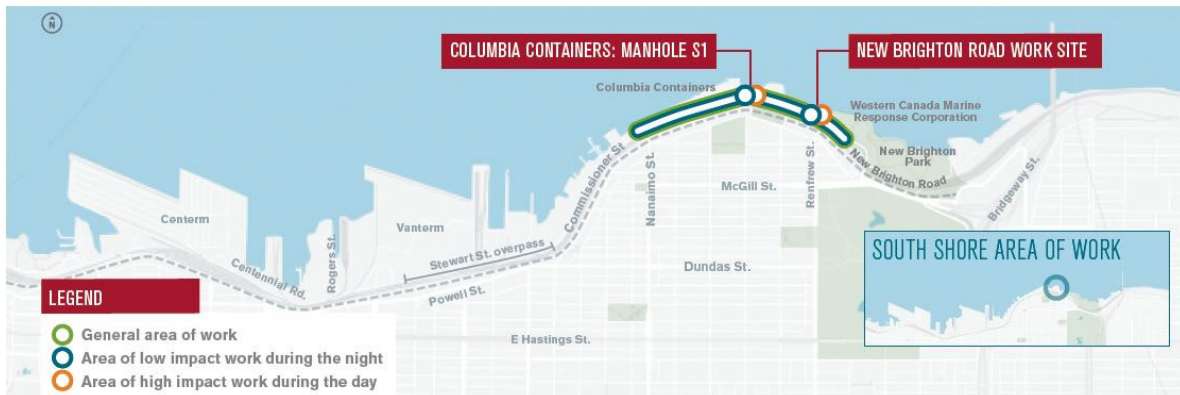 N
COLUMBIA CONTAINERS: MANHOLE S1
NEW BRIGHTON ROAD WORK SITE
Columbia Containers
Western Canada Marine
Response Corporation
New Brighton
Park
New Brighton Road
Bridgeway St.
Renfrew St.
Nanaimo St.
McGill St.
Commissioner St
Centerm
Vanterm
Stewart St. overpass
Rogers St.
Centennial Rd.
Powell St.
Dundas St.
E Hastings St.
SOUTH SHORE AREA OF WORK
LEGEND
General area of work
Area of low impact work during the night
Area of high impact work during the day